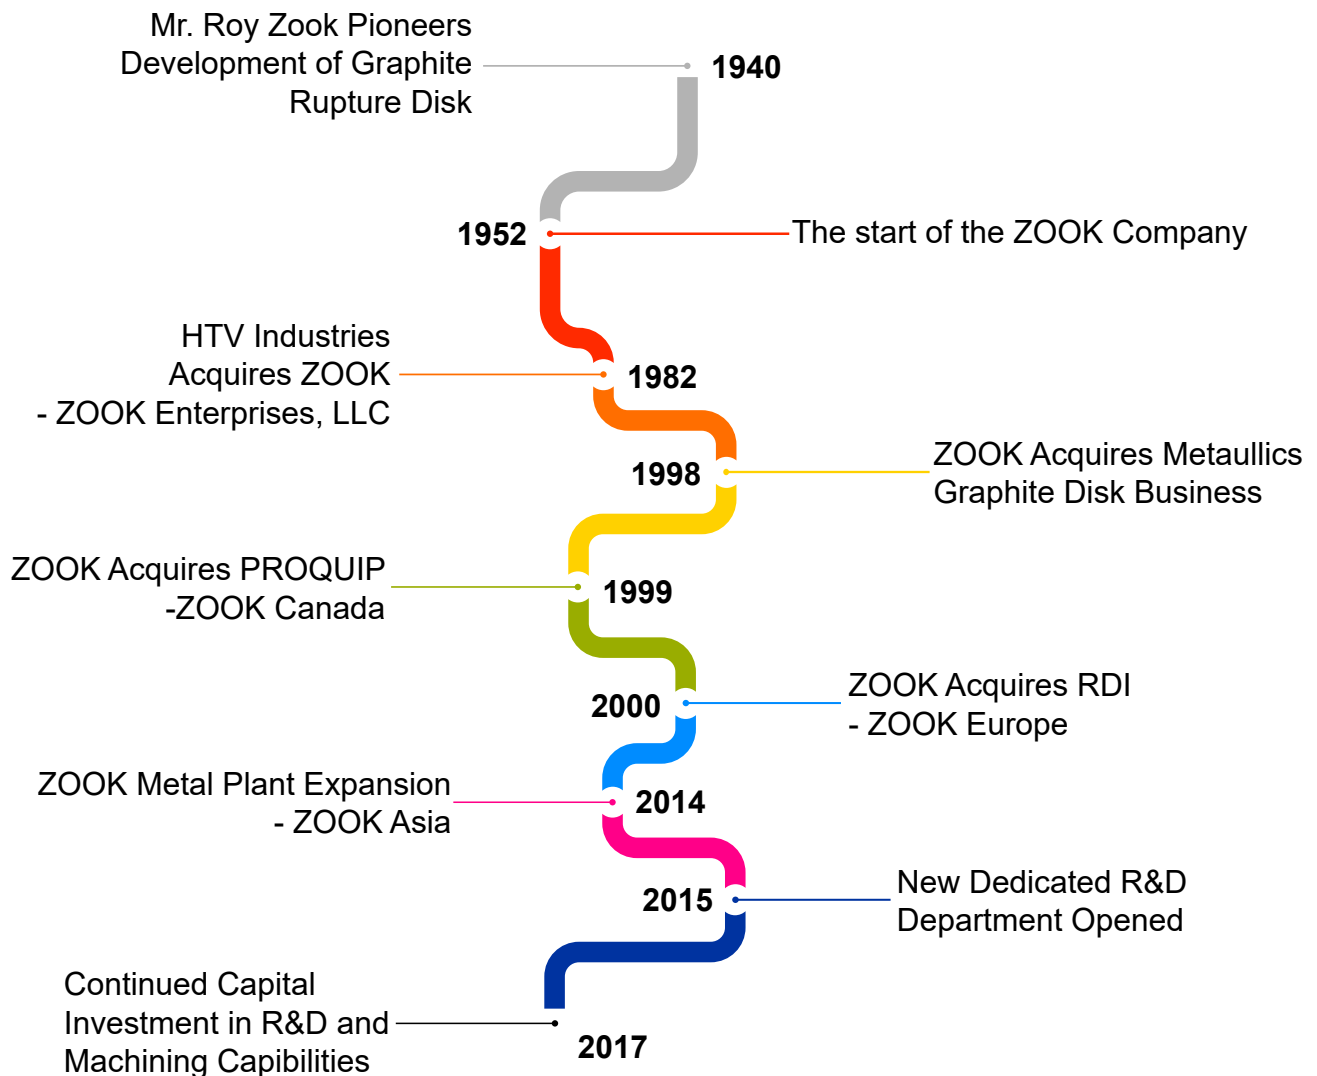 Mr. Roy Zook Pioneers
Development of Graphite
Rupture Disk
1940
1952
The start of the ZOOK Company
HTV Industries
Acquires ZOOK
- ZOOK Enterprises, LLC
1982
1998
ZOOK Acquires Metaullics
Graphite Disk Business
ZOOK Acquires PROQUIP
-ZOOK Canada
1999
2000
ZOOK Acquires RDI
- ZOOK Europe
ZOOK Metal Plant Expansion
- ZOOK Asia
2014
2015
New Dedicated R&D
Department Opened
Continued Capital
Investment in R&D and
Machining Capibilities
2017